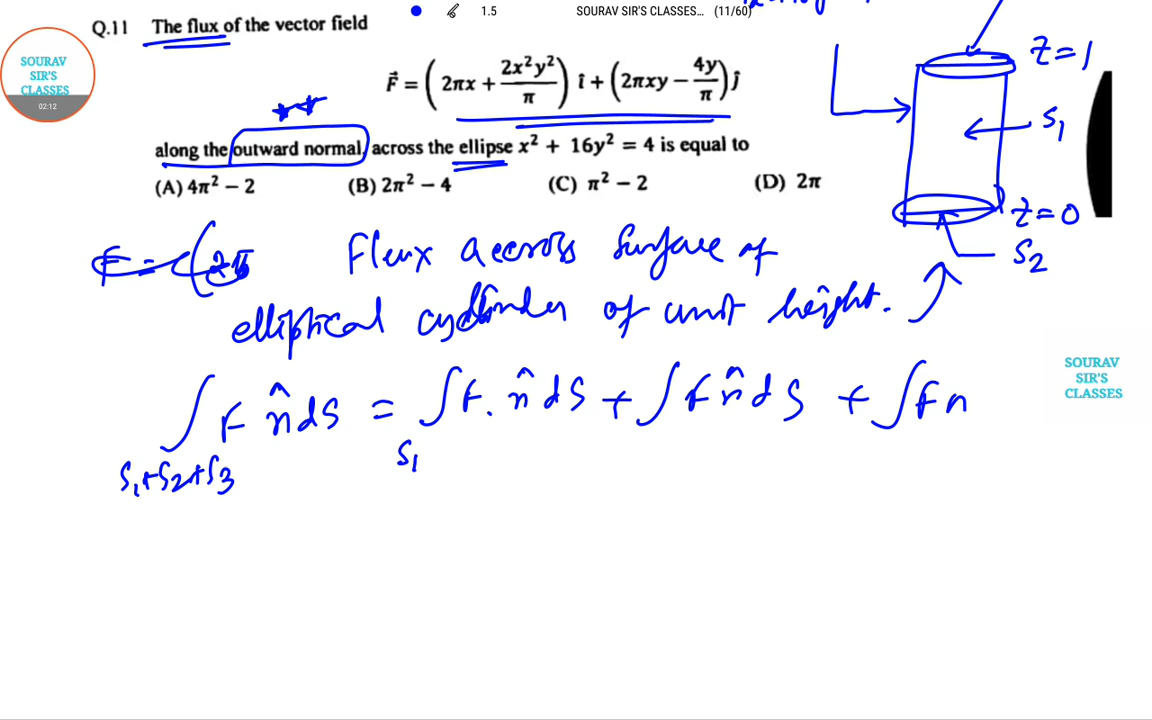 1.5 SOURAV SIR'S CLASSES... (11/60)
Q.11 The flux of the vector field
SOURAV
SIR'S
CLASSES
02:12
F⃗ = ( 2πx + 2x²y²/π ) î + (2πxy − 4y/π) ĵ
along the outward normal, across the ellipse x² + 16y² = 4 is equal to
(A) 4π² − 2 (B) 2π² − 4 (C) π² − 2 (D) 2π
z=1
S1
z=0
S2
Flux accross surface of
elliptical cylinder of unit height.
∫ F n̂ dS = ∫ F. n̂ dS + ∫ F n̂ dS + ∫ F n
S1+S2+S3 S1
SOURAV
SIR'S
CLASSES